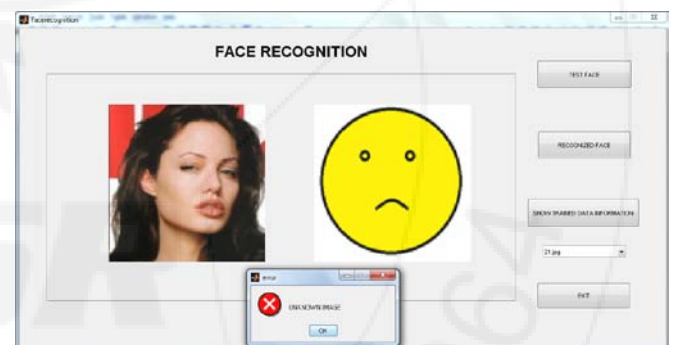 Facerecognition
FACE RECOGNITION
TEST FACE
RECOGNIZED FACE
SHOW TRAINED DATA INFORMATION
21.jpg
EXIT
error
UNKNOWN IMAGE
OK